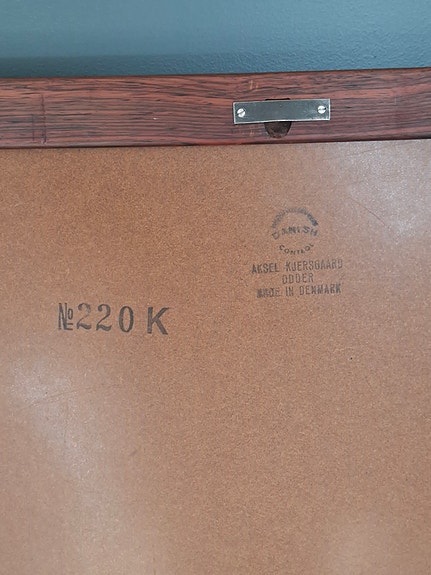 DANISH
CONTROL
AKSEL KJERSGAARD
ODDER
MADE IN DENMARK
№220 K